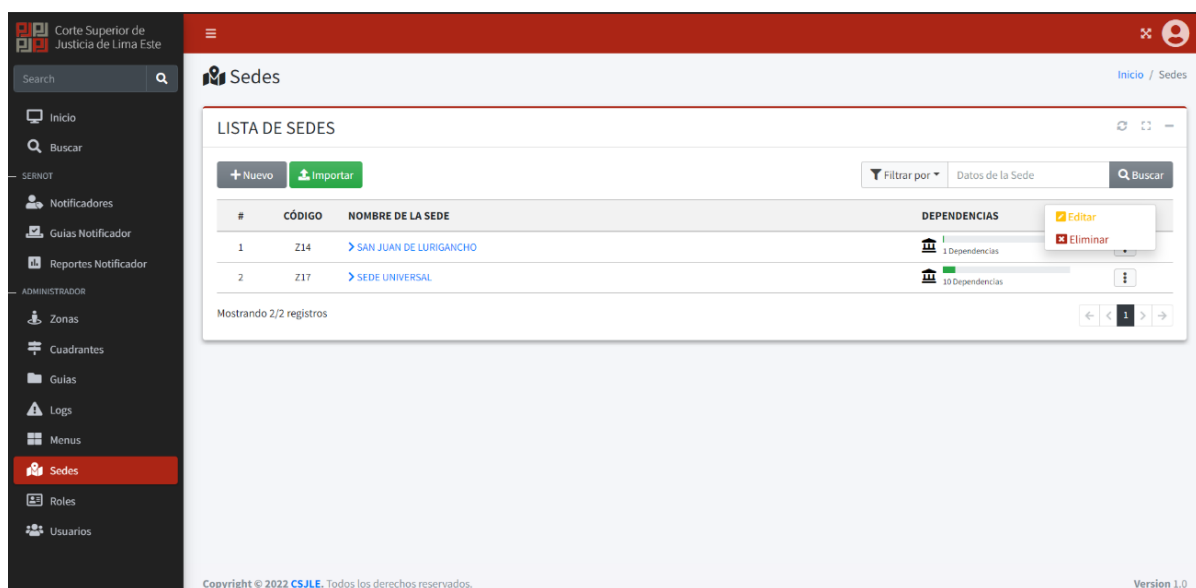 Corte Superior de
Justicia de Lima Este
Search
Inicio
Buscar
SERNOT
Notificadores
Guias Notificador
Reportes Notificador
ADMINISTRADOR
Zonas
Cuadrantes
Guias
Logs
Menus
Sedes
Roles
Usuarios
Sedes
Inicio / Sedes
LISTA DE SEDES
Nuevo Importar Filtrar por Datos de la Sede Buscar
# CÓDIGO NOMBRE DE LA SEDE DEPENDENCIAS
Editar
Eliminar
1 Z14 SAN JUAN DE LURIGANCHO 1 Dependencias
2 Z17 SEDE UNIVERSAL 10 Dependencias
Mostrando 2/2 registros 1
Copyright © 2022 CSJLE. Todos los derechos reservados. Version 1.0